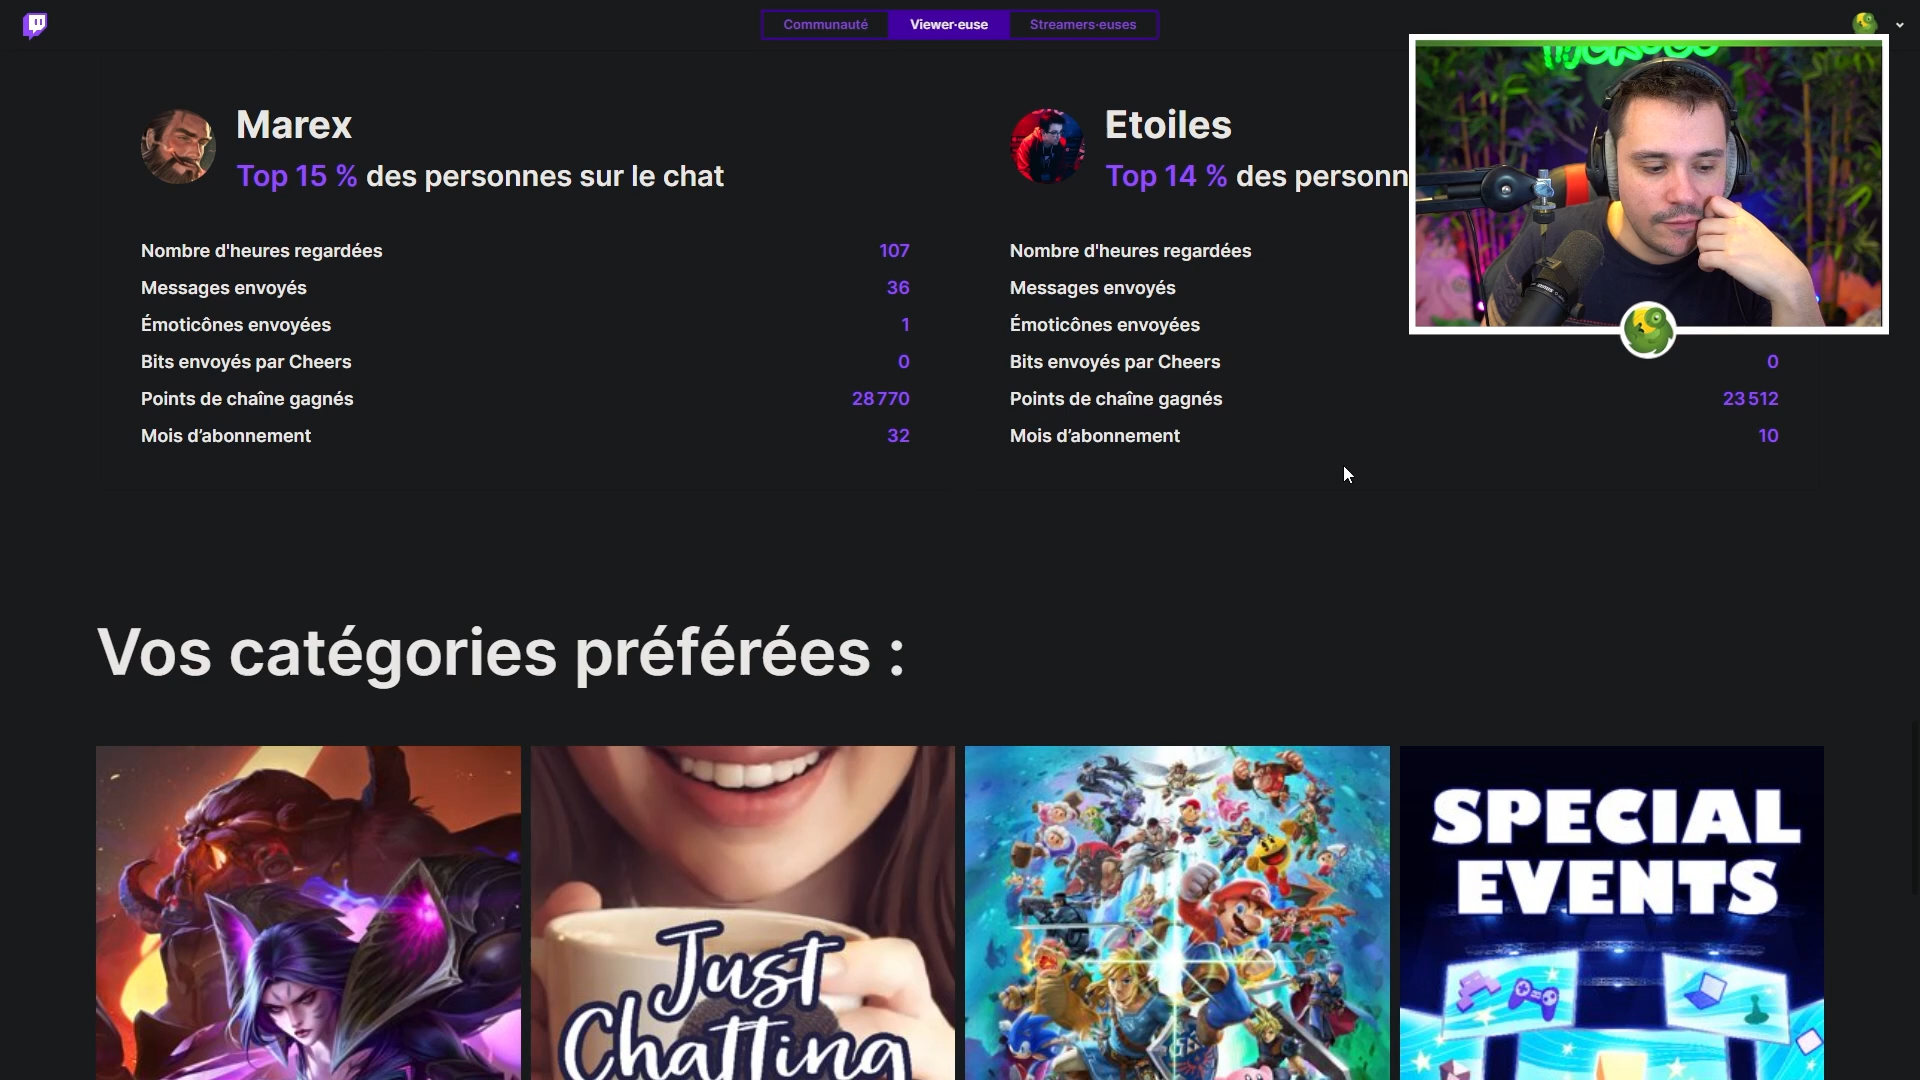 Communauté
Viewer·euse
Streamers·euses
Marex
Top 15 % des personnes sur le chat
Nombre d'heures regardées 107
Messages envoyés 36
Émoticônes envoyées 1
Bits envoyés par Cheers 0
Points de chaîne gagnés 28 770
Mois d'abonnement 32
Etoiles
Top 14 % des personn
Nombre d'heures regardées
Messages envoyés
Émoticônes envoyées
Bits envoyés par Cheers 0
Points de chaîne gagnés 23 512
Mois d'abonnement 10
Vos catégories préférées :
Just
Chatting
SPECIAL
EVENTS